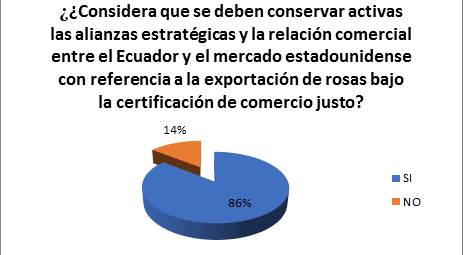 ¿¿Considera que se deben conservar activas
las alianzas estratégicas y la relación comercial
entre el Ecuador y el mercado estadounidense
con referencia a la exportación de rosas bajo
la certificación de comercio justo?
14%
86%
SI
NO